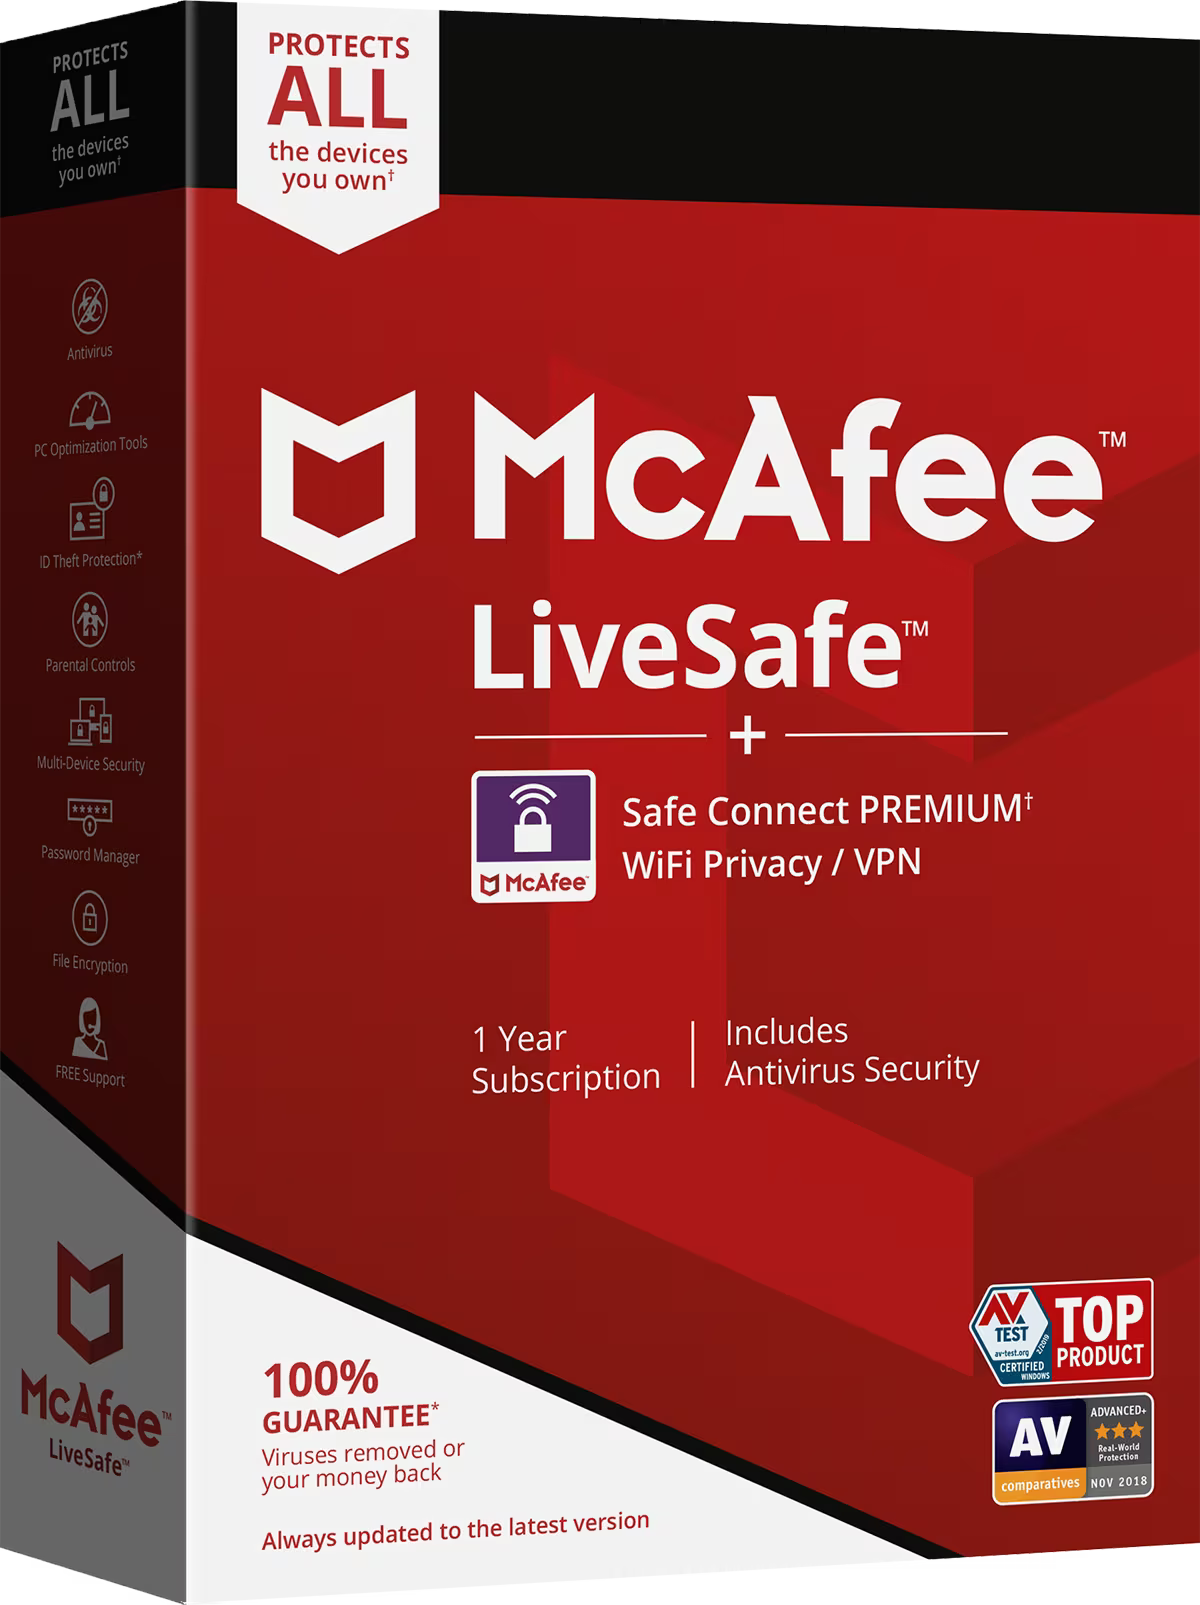 PROTECTS
ALL
the devices
you own†
Antivirus
PC Optimization Tools
ID Theft Protection*
Parental Controls
Multi-Device Security
*****
Password Manager
File Encryption
FREE Support
McAfee™
LiveSafe™
PROTECTS
ALL
the devices
you own†
McAfee™
LiveSafe™
+
McAfee™
Safe Connect PREMIUM†
WiFi Privacy / VPN
1 Year
Subscription
Includes
Antivirus Security
100%
GUARANTEE*
Viruses removed or
your money back
Always updated to the latest version
AV
TEST
av-test.org
2/2019
CERTIFIED
WINDOWS
TOP
PRODUCT
AV
comparatives
ADVANCED+
Real-World
Protection
NOV 2018